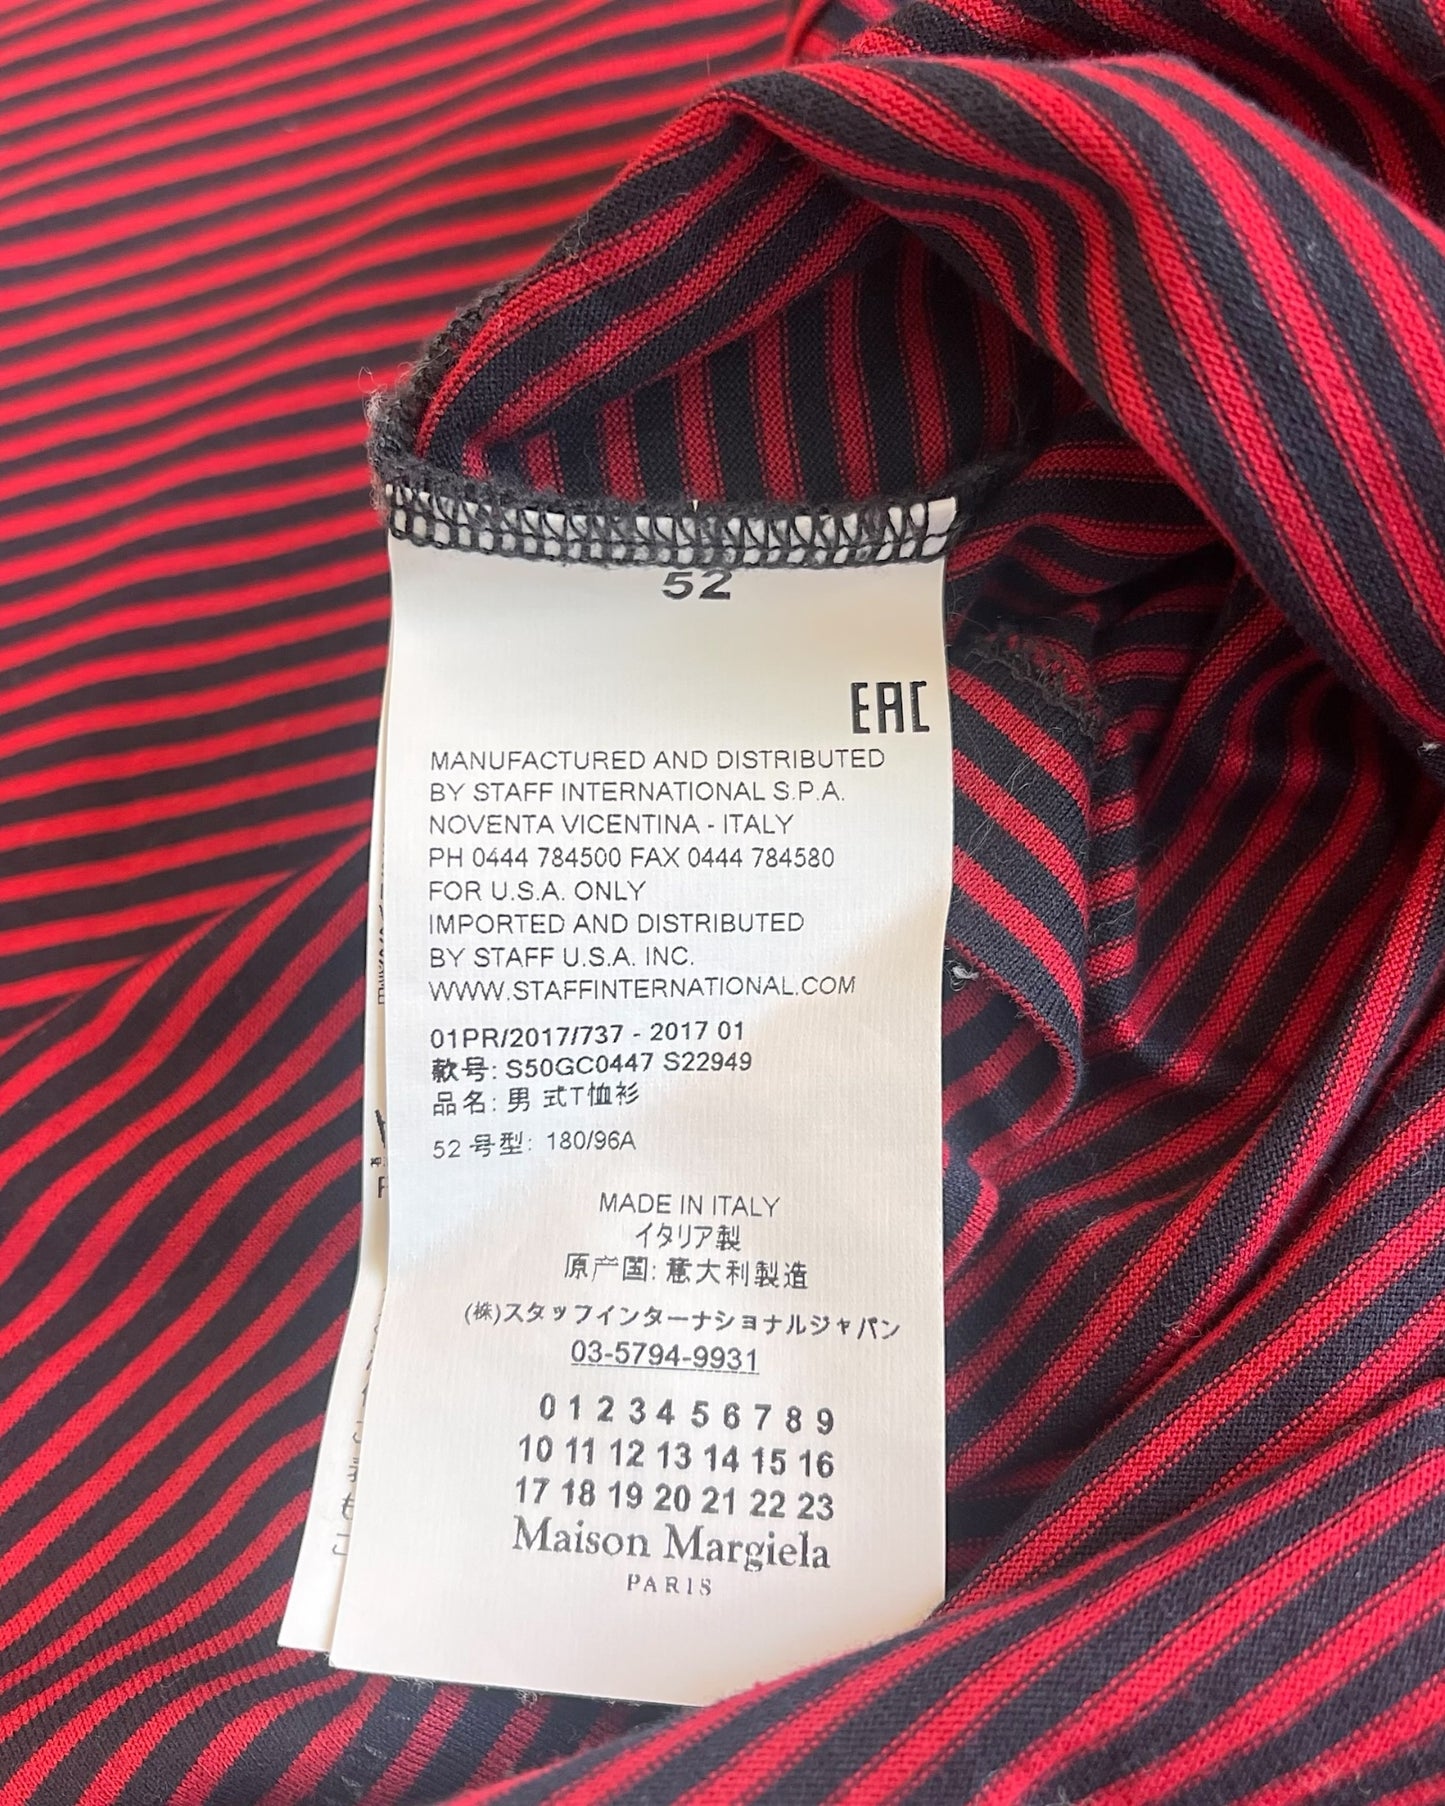 52
EAC
MANUFACTURED AND DISTRIBUTED
BY STAFF INTERNATIONAL S.P.A.
NOVENTA VICENTINA - ITALY
PH 0444 784500 FAX 0444 784580
FOR U.S.A. ONLY
IMPORTED AND DISTRIBUTED
BY STAFF U.S.A. INC.
WWW.STAFFINTERNATIONAL.COM
01PR/2017/737 - 2017 01
款号: S50GC0447 S22949
品名: 男 式T恤衫
52 号型: 180/96A
MADE IN ITALY
イタリア製
原产国: 意大利製造
(株)スタッフインターナショナルジャパン
03-5794-9931
0 1 2 3 4 5 6 7 8 9
10 11 12 13 14 15 16
17 18 19 20 21 22 23
Maison Margiela
PARIS